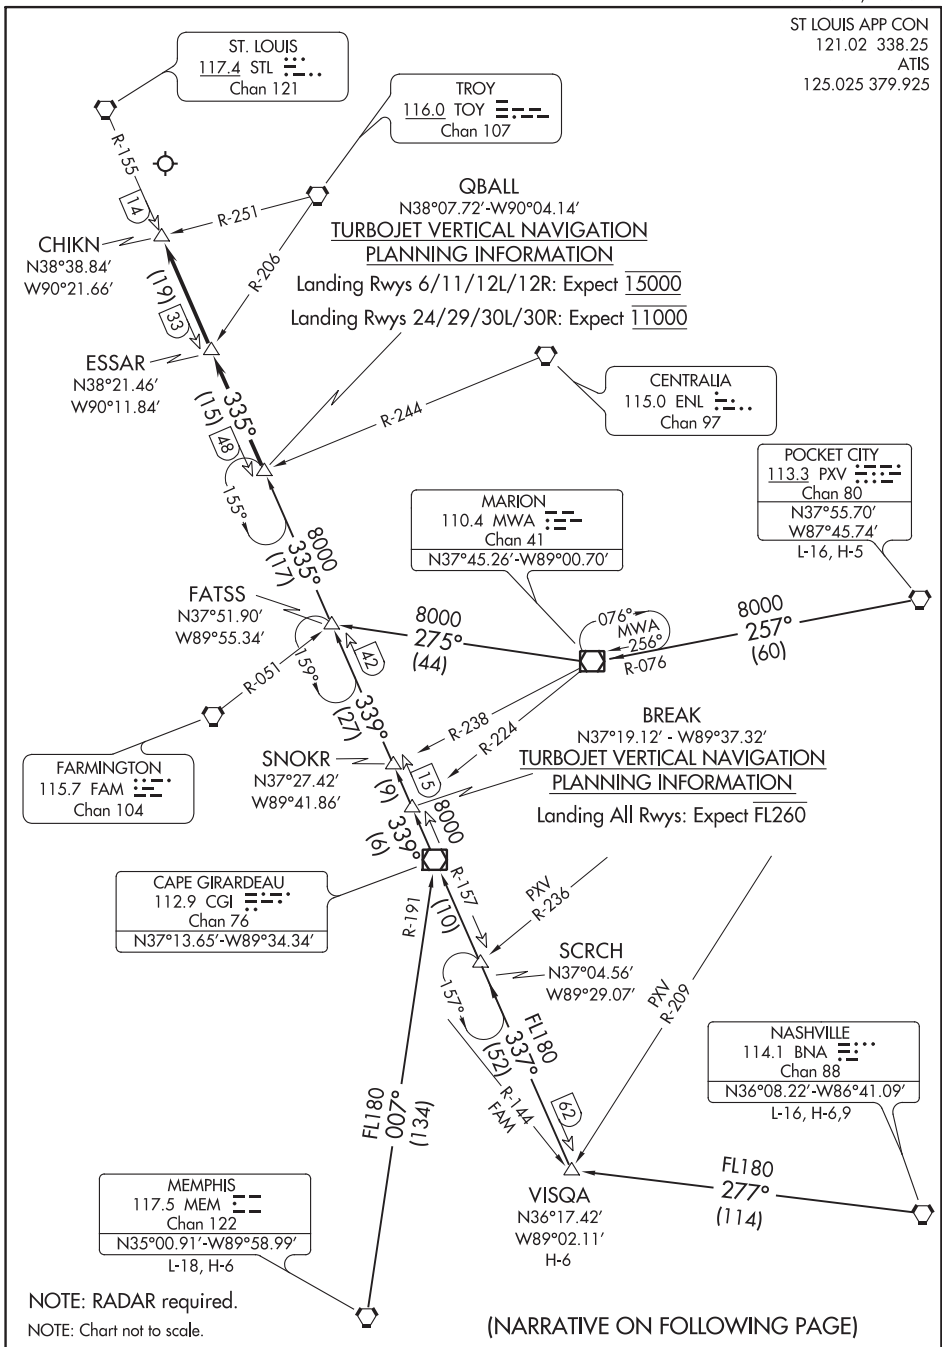 ST LOUIS APP CON
121.02 338.25
ATIS
125.025 379.925
ST. LOUIS
117.4 STL
Chan 121
TROY
116.0 TOY
Chan 107
R-155
14
R-251
R-206
CHIKN
N38°38.84′
W90°21.66′
(19)
33
QBALL
N38°07.72′-W90°04.14′
TURBOJET VERTICAL NAVIGATION
PLANNING INFORMATION
Landing Rwys 6/11/12L/12R: Expect 15000
Landing Rwys 24/29/30L/30R: Expect 11000
ESSAR
N38°21.46′
W90°11.84′
335°
(15)
48
155°
R-244
CENTRALIA
115.0 ENL
Chan 97
POCKET CITY
113.3 PXV
Chan 80
N37°55.70′
W87°45.74′
L-16, H-5
MARION
110.4 MWA
Chan 41
N37°45.26′-W89°00.70′
8000
335°
(17)
FATSS
N37°51.90′
W89°55.34′
8000
275°
(44)
076°
MWA
256°
R-076
8000
257°
(60)
42
159°
R-051
339°
(27)
R-238
R-224
FARMINGTON
115.7 FAM
Chan 104
SNOKR
N37°27.42′
W89°41.86′
15
(9)
BREAK
N37°19.12′ - W89°37.32′
TURBOJET VERTICAL NAVIGATION
PLANNING INFORMATION
Landing All Rwys: Expect FL260
8000
339°
(6)
CAPE GIRARDEAU
112.9 CGI
Chan 76
N37°13.65′-W89°34.34′
R-191
R-157
(10)
PXV
R-236
SCRCH
N37°04.56′
W89°29.07′
157°
FL180
337°
(52)
R-144
FAM
62
PXV
R-209
NASHVILLE
114.1 BNA
Chan 88
N36°08.22′-W86°41.09′
L-16, H-6,9
FL180
007°
(134)
FL180
277°
(114)
VISQA
N36°17.42′
W89°02.11′
H-6
MEMPHIS
117.5 MEM
Chan 122
N35°00.91′-W89°58.99′
L-18, H-6
NOTE: RADAR required.
NOTE: Chart not to scale.
(NARRATIVE ON FOLLOWING PAGE)